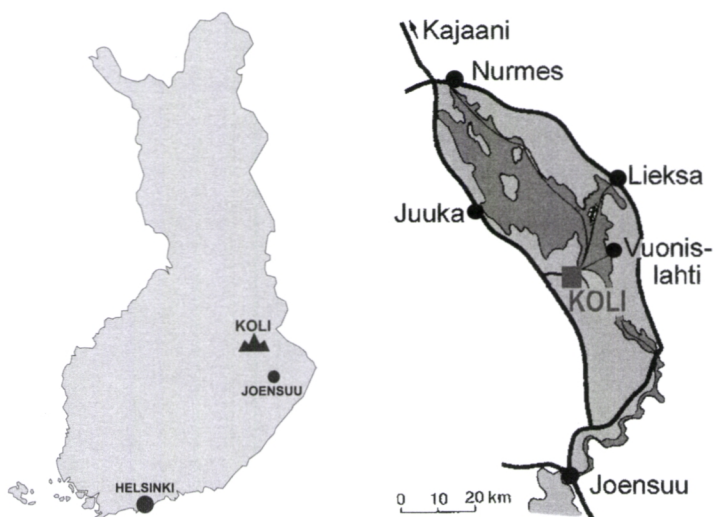 KOLI
JOENSUU
HELSINKI
Kajaani
Nurmes
Lieksa
Juuka
Vuonis-
lahti
KOLI
Joensuu
0 10 20 km